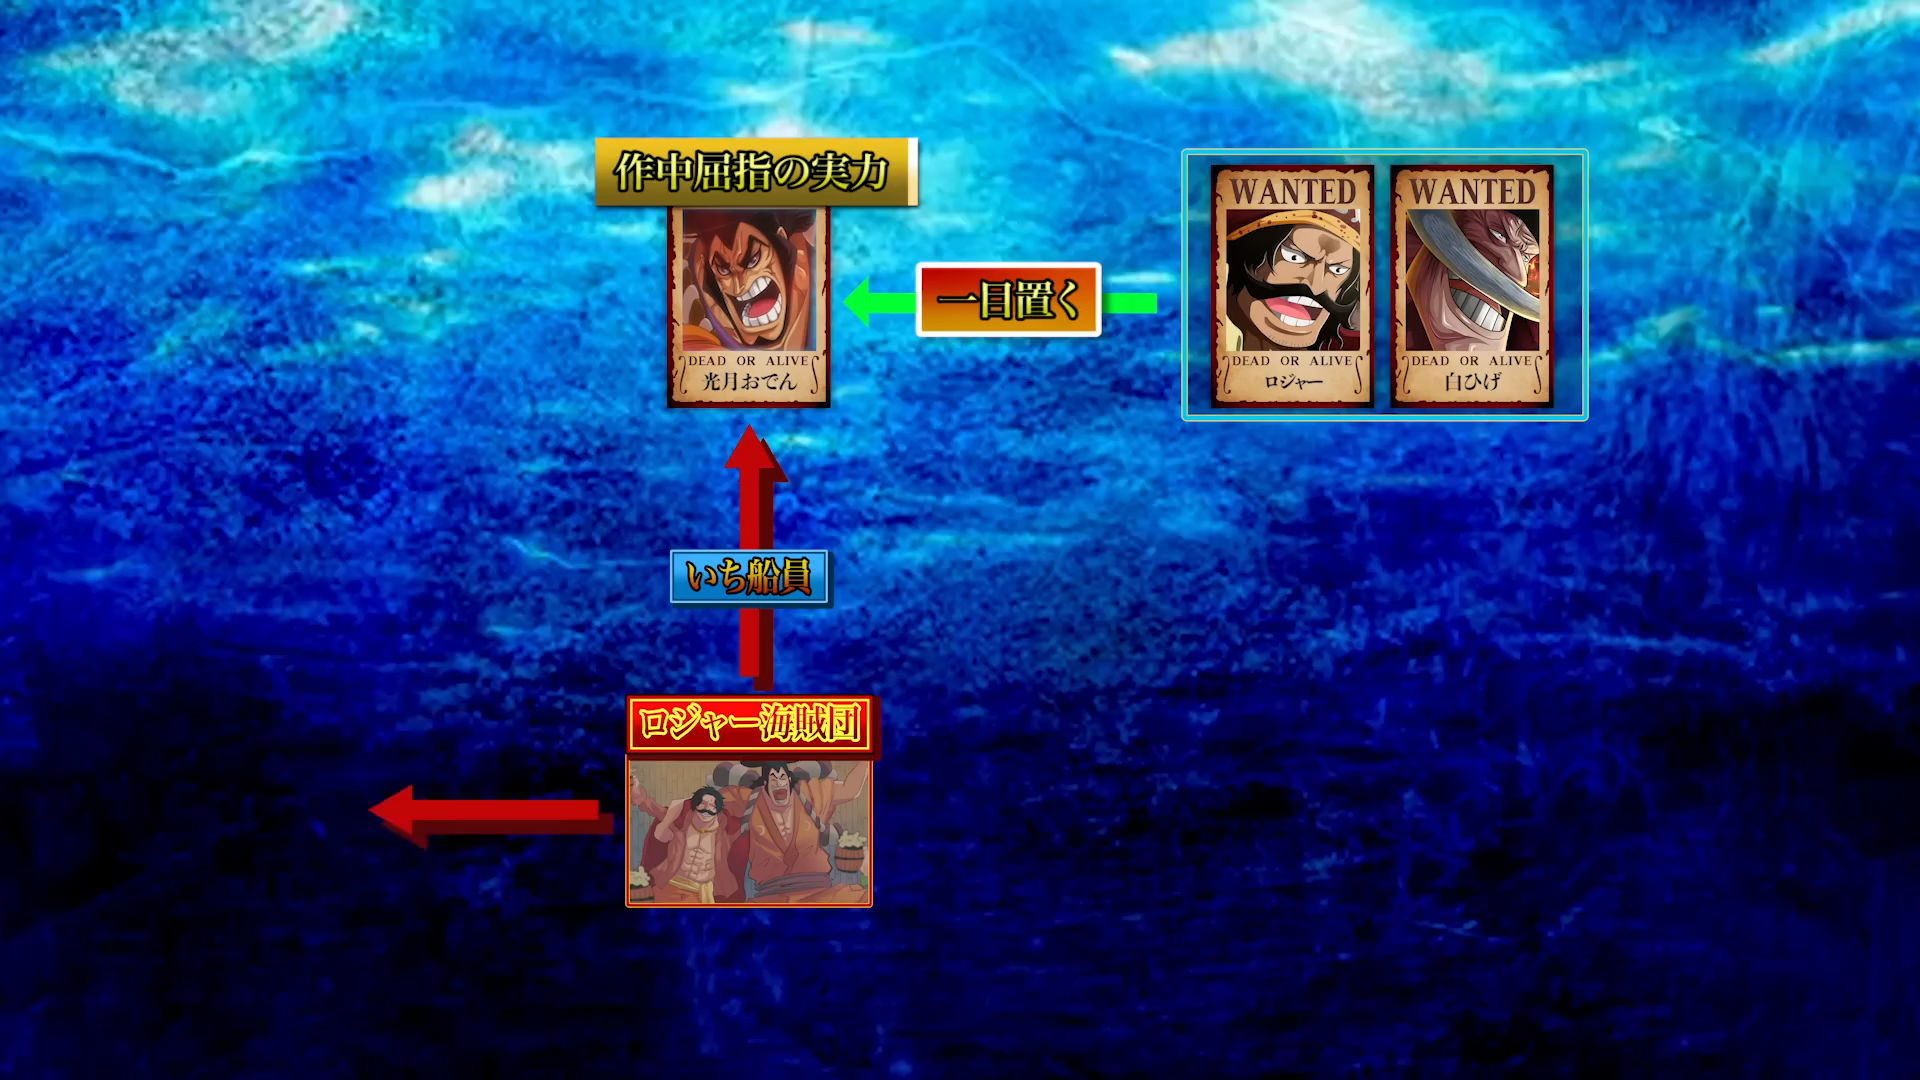 作中屈指の実力
DEAD OR ALIVE
光月おでん
一目置く
WANTED
DEAD OR ALIVE
ロジャー
WANTED
DEAD OR ALIVE
白ひげ
いち船員
ロジャー海賊団